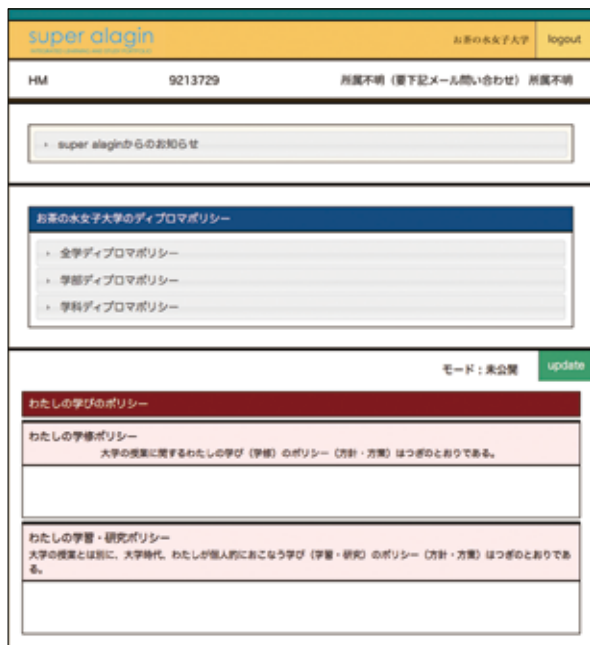 super alagin
INTEGRATED LEARNING AND STUDY PORTFOLIO
お茶の水女子大学 logout
HM 9213729 所属不明（要下記メール問い合わせ） 所属不明
super alaginからのお知らせ
お茶の水女子大学のディプロマポリシー
全学ディプロマポリシー
学部ディプロマポリシー
学科ディプロマポリシー
モード：未公開 update
わたしの学びのポリシー
わたしの学修ポリシー
大学の授業に関するわたしの学び（学修）のポリシー（方針・方策）はつぎのとおりである。
わたしの学習・研究ポリシー
大学の授業とは別に、大学時代、わたしが個人的におこなう学び（学習・研究）のポリシー（方針・方策）はつぎのとおりであ
る。